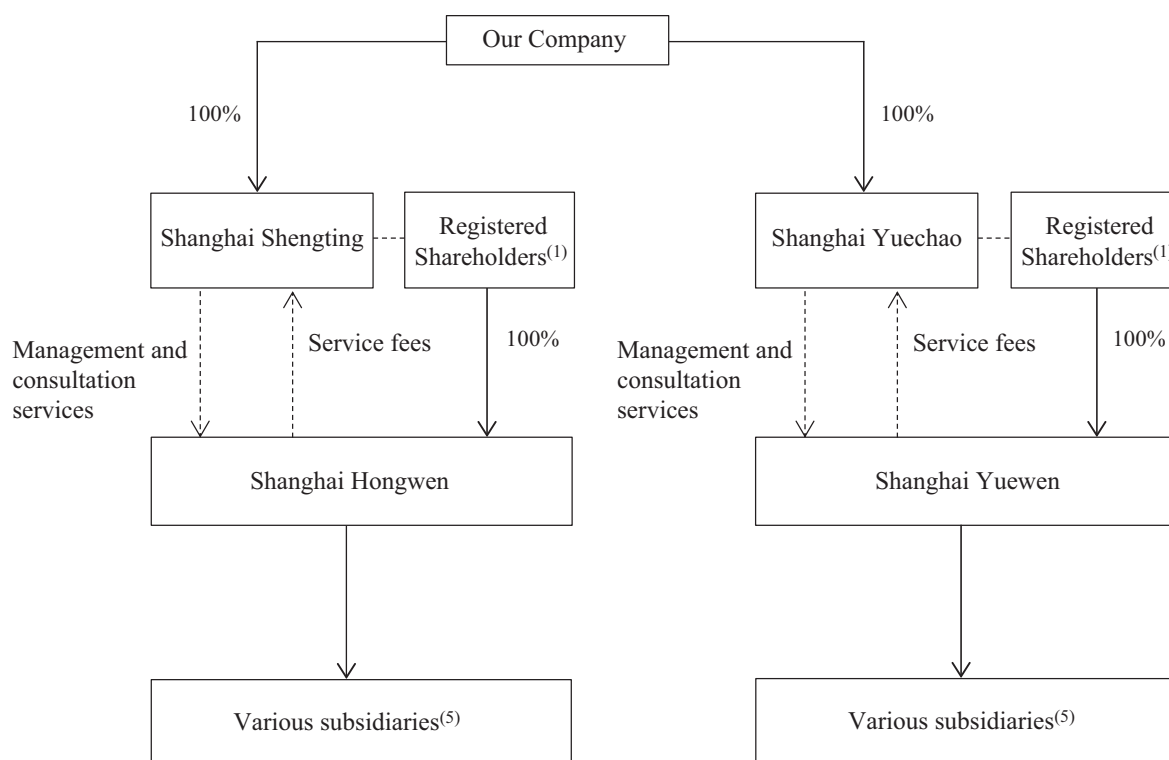 Our Company
100%
100%
Shanghai Shengting
Registered
Shareholders(1)
Shanghai Yuechao
Registered
Shareholders(1)
Management and
consultation
services
Service fees
100%
Management and
consultation
services
Service fees
100%
Shanghai Hongwen
Shanghai Yuewen
Various subsidiaries(5)
Various subsidiaries(5)